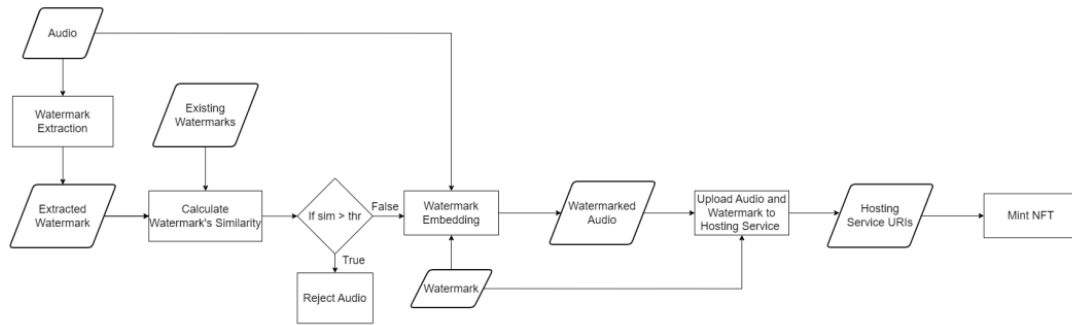 Audio
Watermark
Extraction
Existing
Watermarks
Extracted
Watermark
Calculate
Watermark's Similarity
If sim > thr
False
True
Reject Audio
Watermark
Embedding
Watermark
Watermarked
Audio
Upload Audio and
Watermark to
Hosting Service
Hosting
Service URIs
Mint NFT